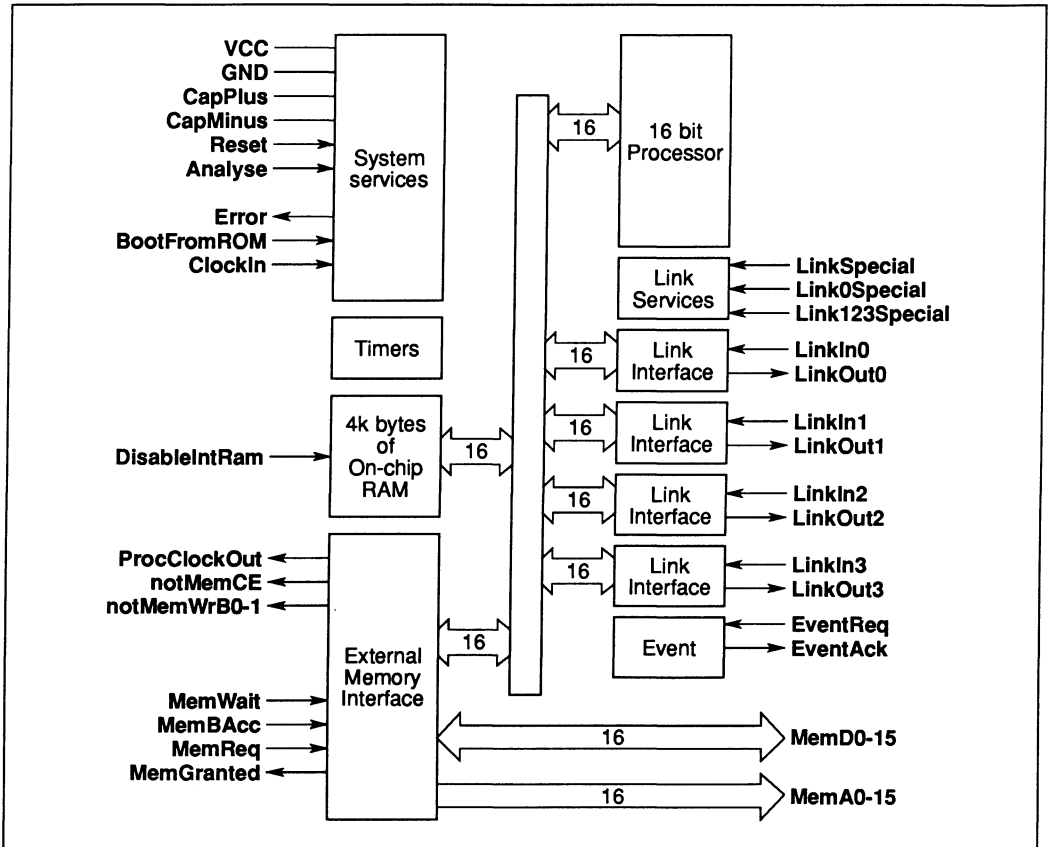 VCC
GND
CapPlus
CapMinus
Reset
Analyse
Error
BootFromROM
ClockIn
System
services
16
16 bit
Processor
Link
Services
LinkSpecial
Link0Special
Link123Special
Timers
16
Link
Interface
LinkIn0
LinkOut0
DisableIntRam
4k bytes
of
On-chip
RAM
16
16
Link
Interface
LinkIn1
LinkOut1
16
Link
Interface
LinkIn2
LinkOut2
16
Link
Interface
LinkIn3
LinkOut3
ProcClockOut
notMemCE
notMemWrB0-1
MemWait
MemBAcc
MemReq
MemGranted
External
Memory
Interface
16
Event
EventReq
EventAck
16
MemD0-15
16
MemA0-15